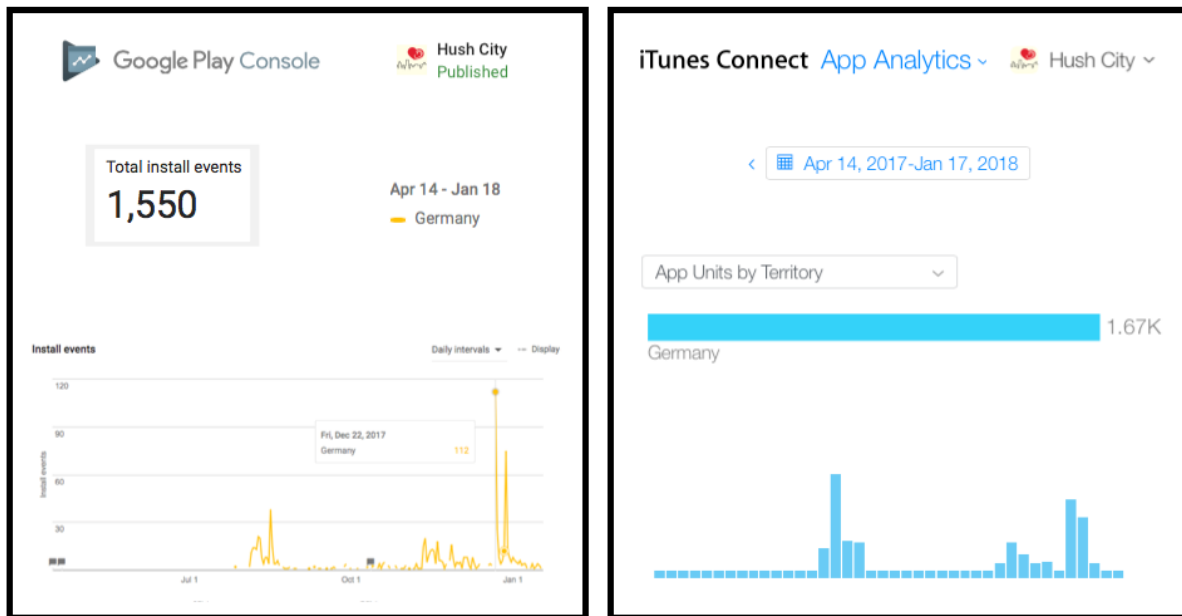 Google Play Console
Hush City
Published
Total install events
1,550
Apr 14 - Jan 18
Germany
Install events
Daily intervals
Display
120
90
60
30
Install events
Fri, Dec 22, 2017
Germany 112
Jul 1
Oct 1
Jan 1
iTunes Connect App Analytics
Hush City
Apr 14, 2017-Jan 17, 2018
App Units by Territory
1.67K
Germany